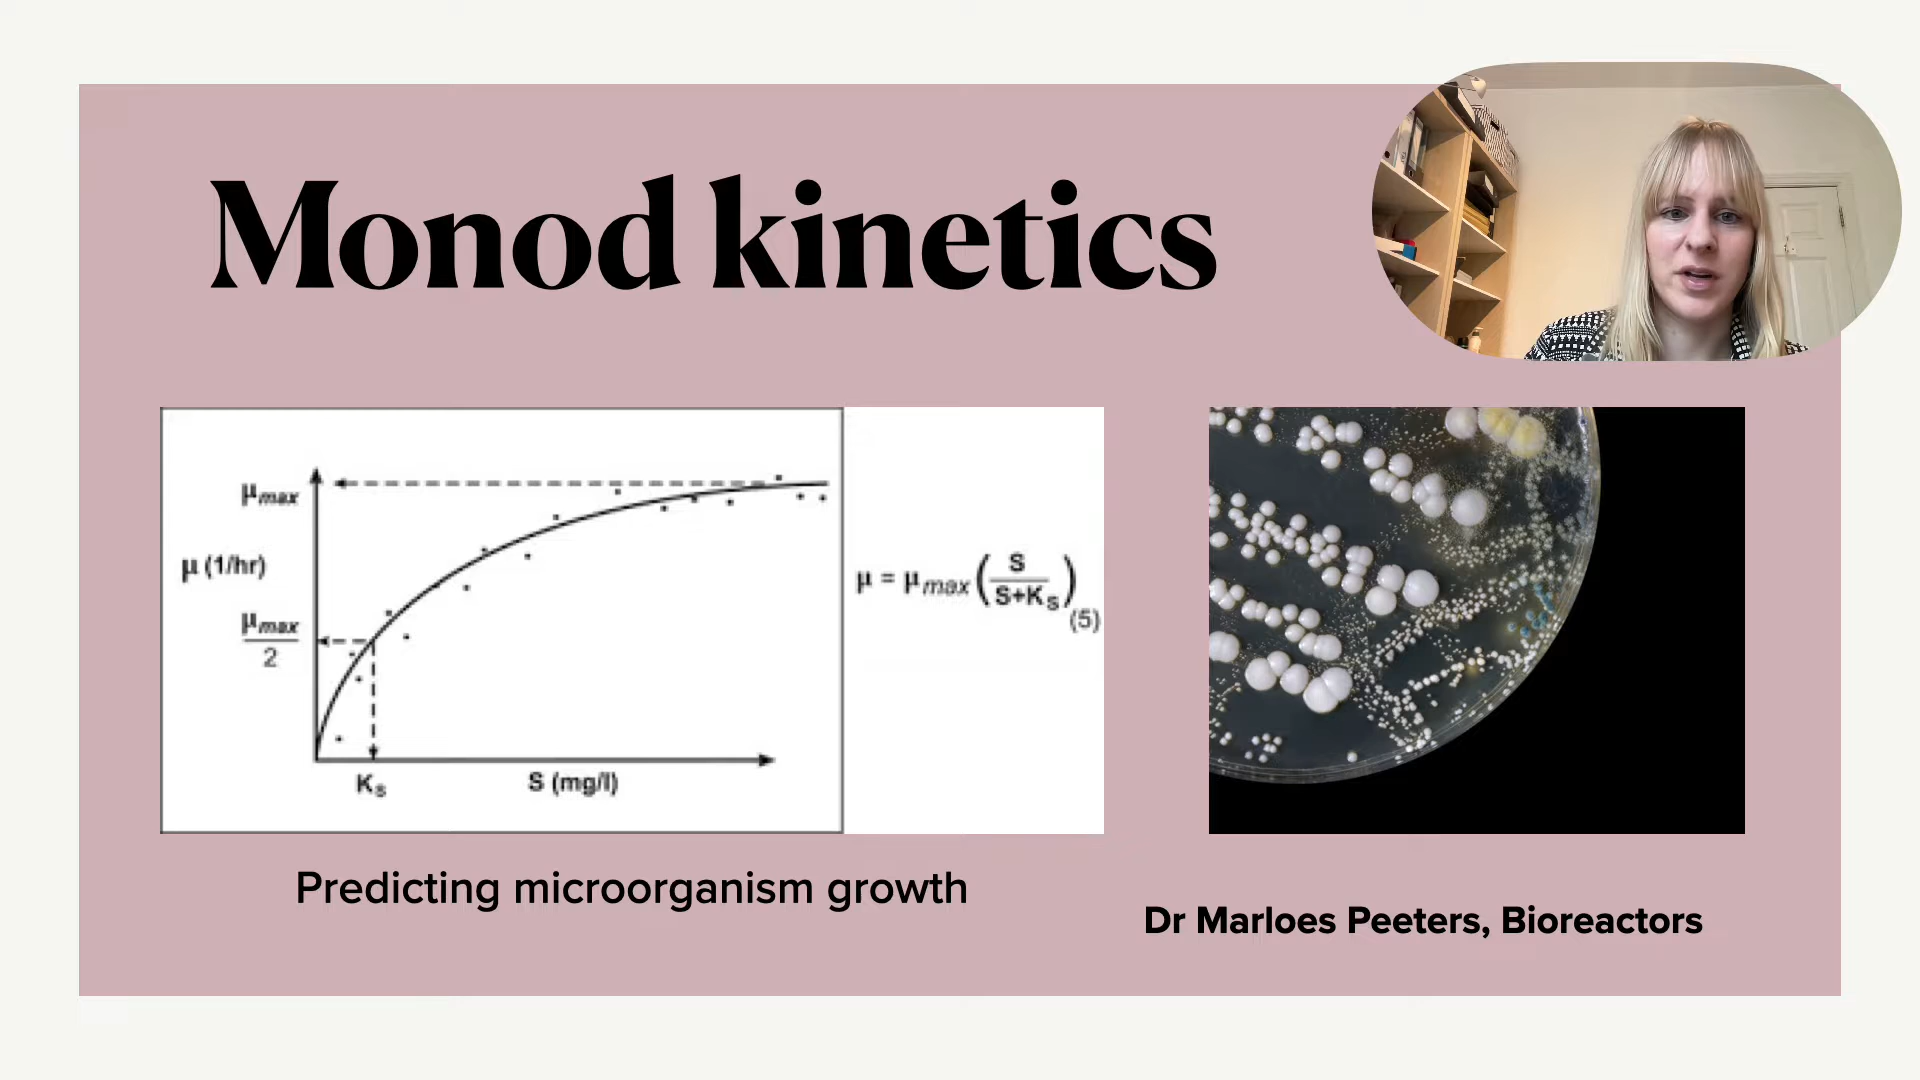 Monod kinetics
μmax
μ (1/hr)
μmax
2
Ks
S (mg/l)
μ = μmax (S / S+Ks)
(5)
Predicting microorganism growth
Dr Marloes Peeters, Bioreactors